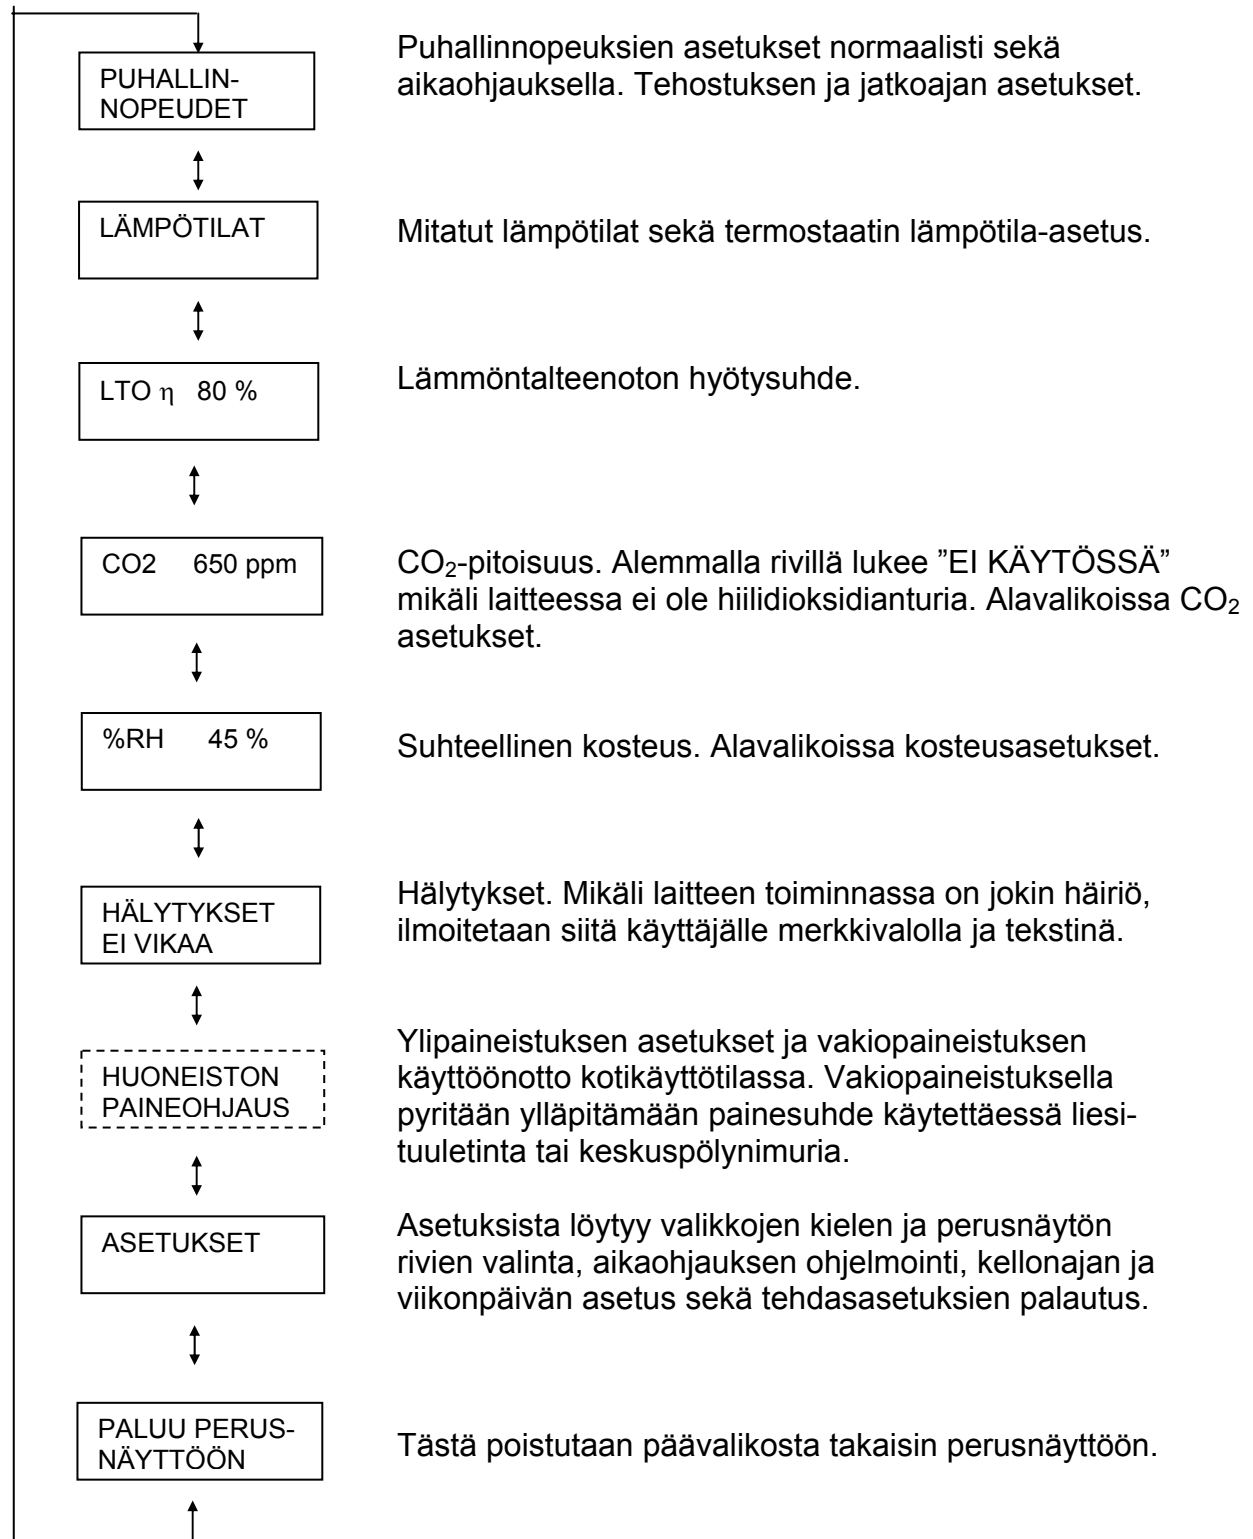 PUHALLIN-
NOPEUDET
Puhallinnopeuksien asetukset normaalisti sekä
aikaohjauksella. Tehostuksen ja jatkoajan asetukset.
LÄMPÖTILAT
Mitatut lämpötilat sekä termostaatin lämpötila-asetus.
LTO η 80 %
Lämmöntalteenoton hyötysuhde.
CO2 650 ppm
CO₂-pitoisuus. Alemmalla rivillä lukee ”EI KÄYTÖSSÄ”
mikäli laitteessa ei ole hiilidioksidianturia. Alavalikoissa CO₂
asetukset.
%RH 45 %
Suhteellinen kosteus. Alavalikoissa kosteusasetukset.
HÄLYTYKSET
EI VIKAA
Hälytykset. Mikäli laitteen toiminnassa on jokin häiriö,
ilmoitetaan siitä käyttäjälle merkkivalolla ja tekstinä.
HUONEISTON
PAINEOHJAUS
Ylipaineistuksen asetukset ja vakiopaineistuksen
käyttöönotto kotikäyttötilassa. Vakiopaineistuksella
pyritään ylläpitämään painesuhde käytettäessä liesi-
tuuletinta tai keskuspölynimuria.
ASETUKSET
Asetuksista löytyy valikkojen kielen ja perusnäytön
rivien valinta, aikaohjauksen ohjelmointi, kellonajan ja
viikonpäivän asetus sekä tehdasasetuksien palautus.
PALUU PERUS-
NÄYTTÖÖN
Tästä poistutaan päävalikosta takaisin perusnäyttöön.